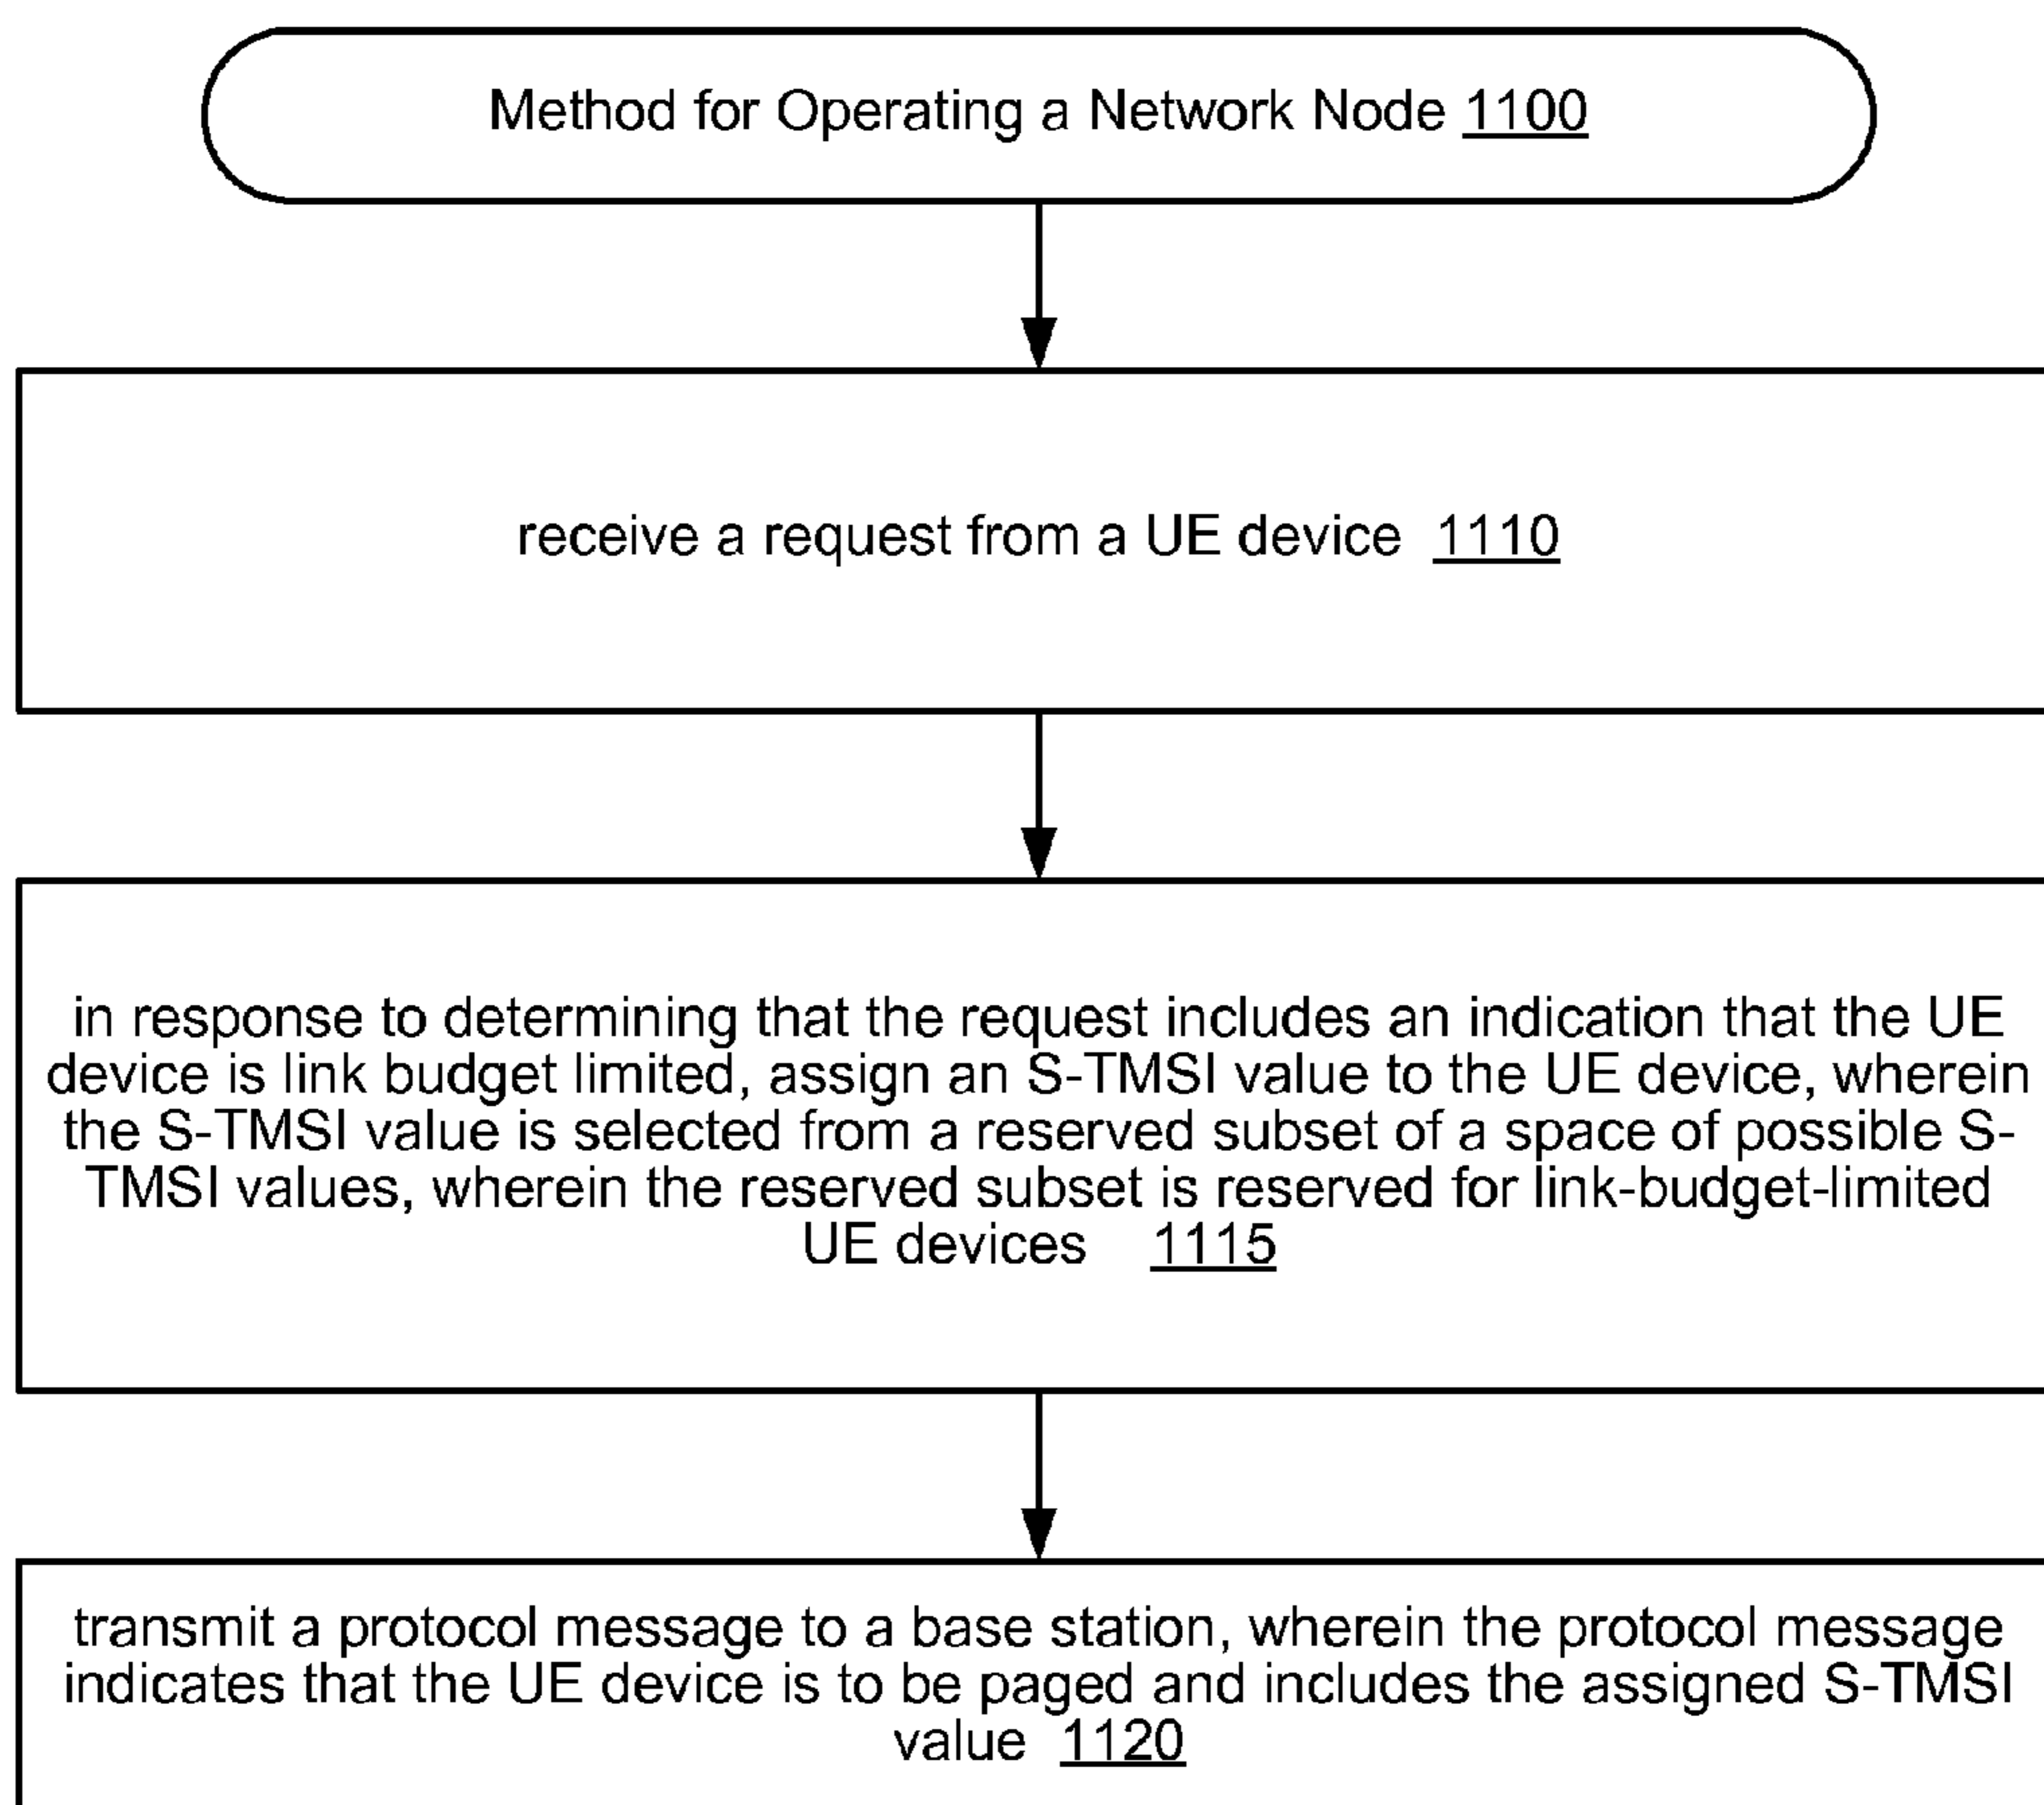 Method for Operating a Network Node 1100
receive a request from a UE device 1110
in response to determining that the request includes an indication that the UE
device is link budget limited, assign an S-TMSI value to the UE device, wherein
the S-TMSI value is selected from a reserved subset of a space of possible S-
TMSI values, wherein the reserved subset is reserved for link-budget-limited
UE devices 1115
transmit a protocol message to a base station, wherein the protocol message
indicates that the UE device is to be paged and includes the assigned S-TMSI
value 1120